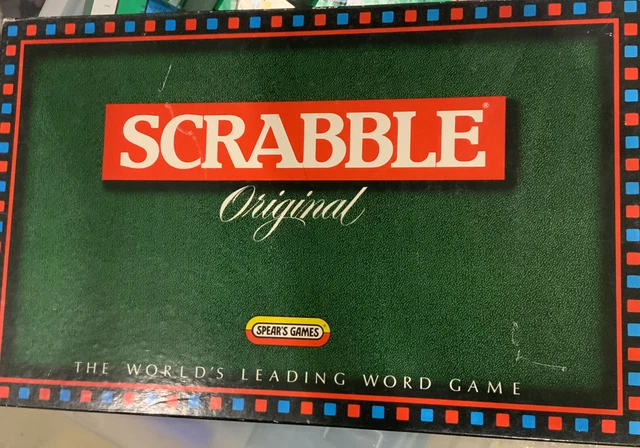 SCRABBLE®
Original
SPEAR'S GAMES
THE WORLD'S LEADING WORD GAME